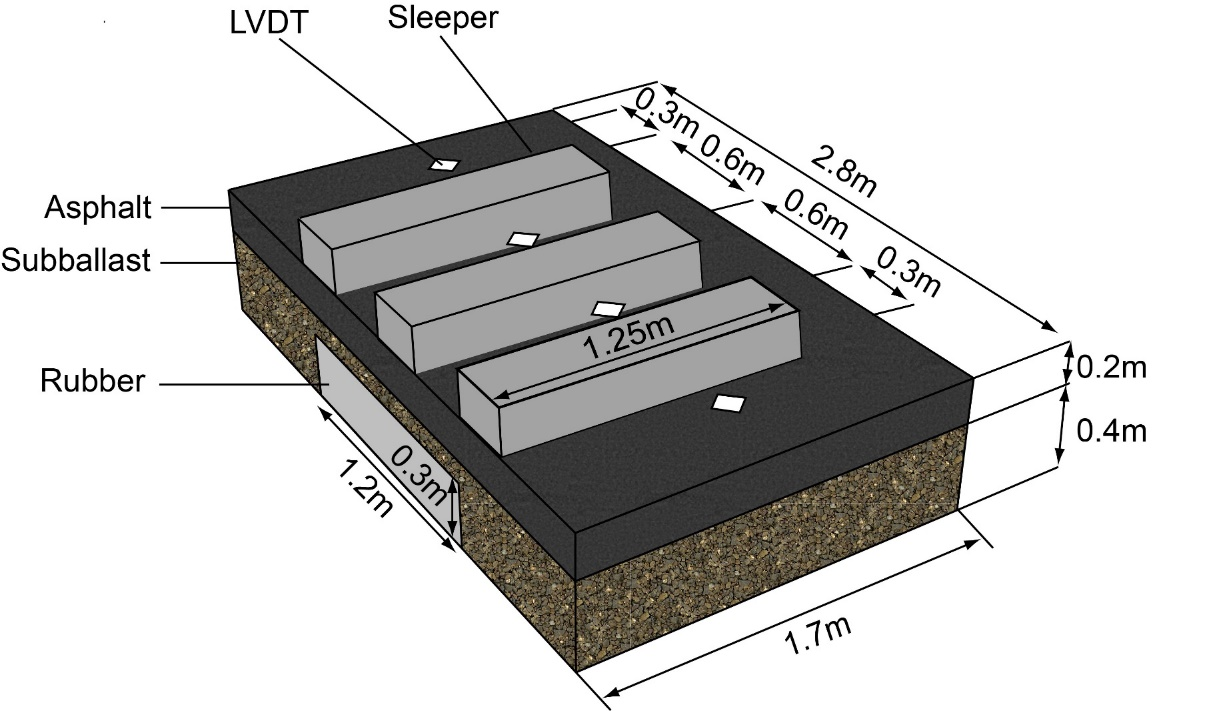 LVDT
Sleeper
0.3m
0.6m
2.8m
0.6m
0.3m
Asphalt
Subballast
1.25m
0.2m
Rubber
0.4m
0.3m
1.2m
1.7m